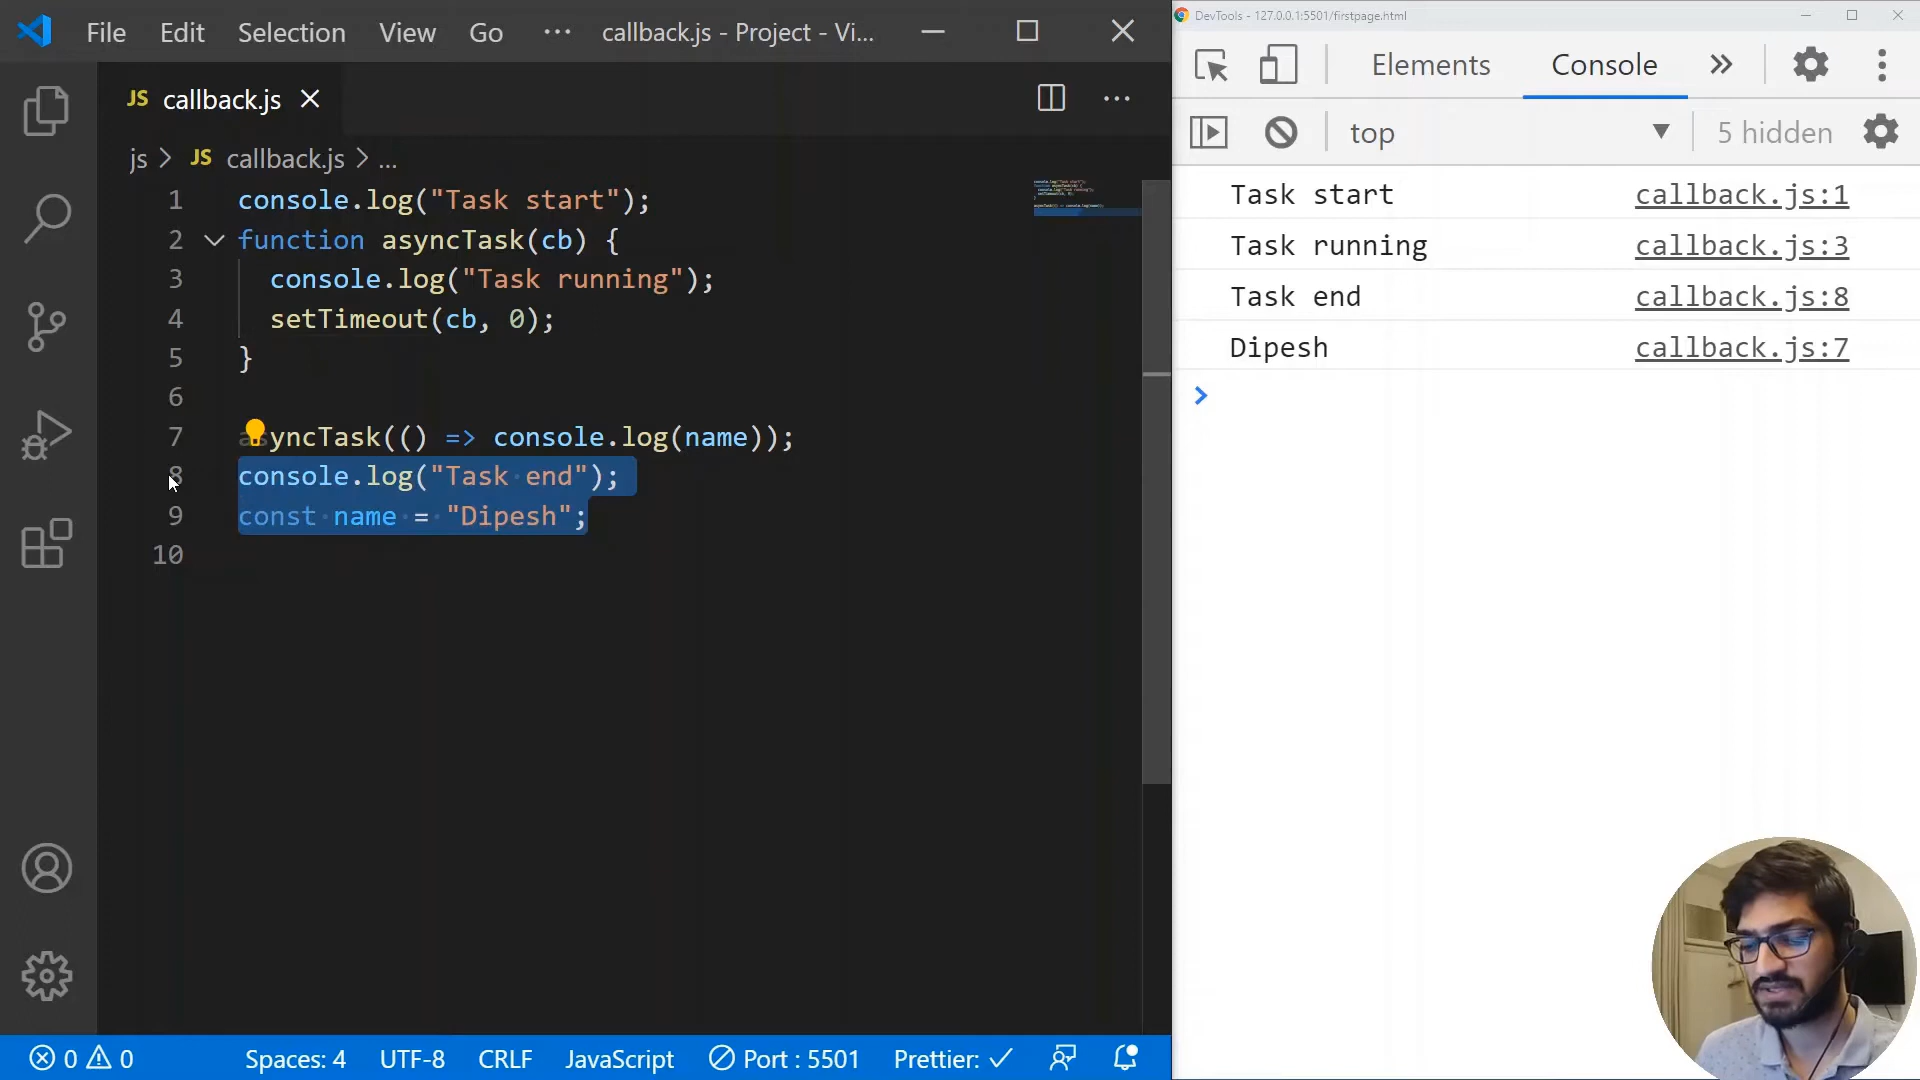 File Edit Selection View Go ··· callback.js - Project - Vi...
JS callback.js
js > JS callback.js > ...
1 console.log("Task start");
2 function asyncTask(cb) {
3 console.log("Task running");
4 setTimeout(cb, 0);
5 }
6
7 asyncTask(() => console.log(name));
8 console.log("Task end");
9 const name = "Dipesh";
10
0 0 Spaces: 4 UTF-8 CRLF JavaScript Port : 5501 Prettier: ✓
DevTools - 127.0.0.1:5501/firstpage.html
Elements Console »
top ▼ 5 hidden
Task start callback.js:1
Task running callback.js:3
Task end callback.js:8
Dipesh callback.js:7
>